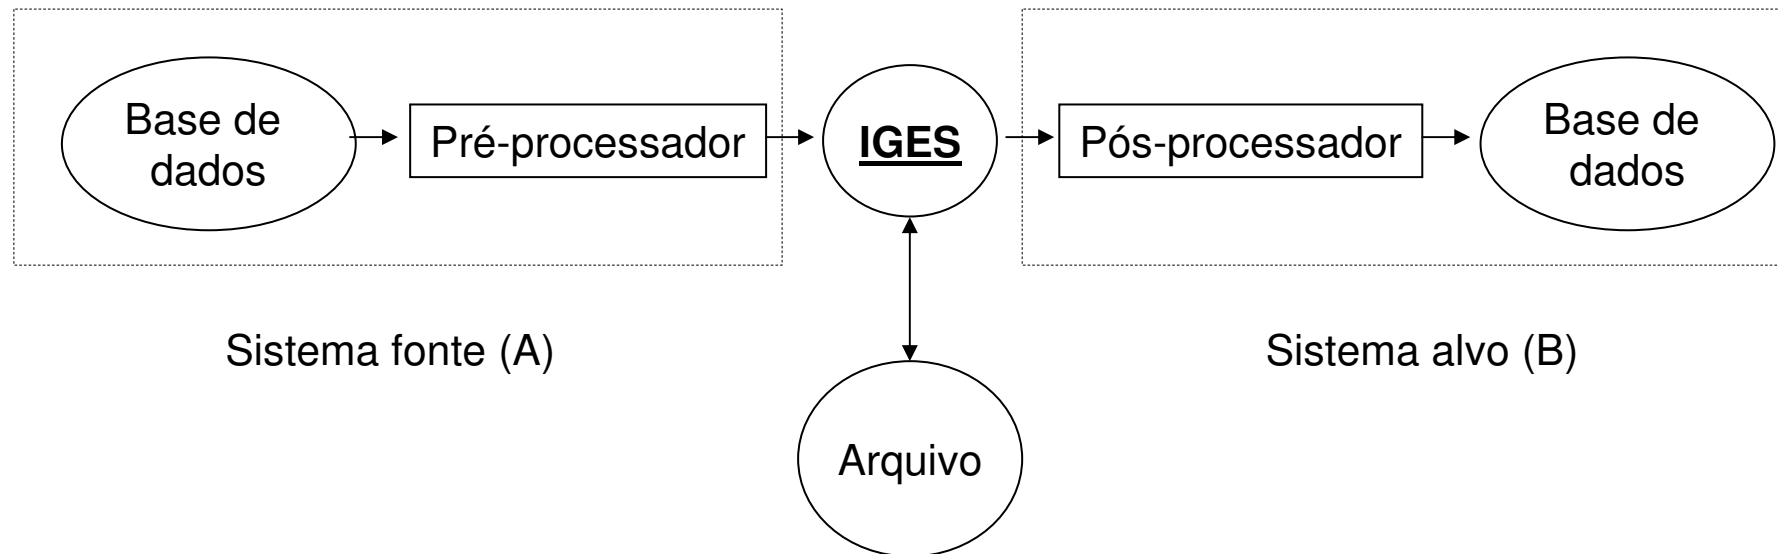 Base de
dados
Pré-processador
IGES
Pós-processador
Base de
dados
Sistema fonte (A)
Sistema alvo (B)
Arquivo